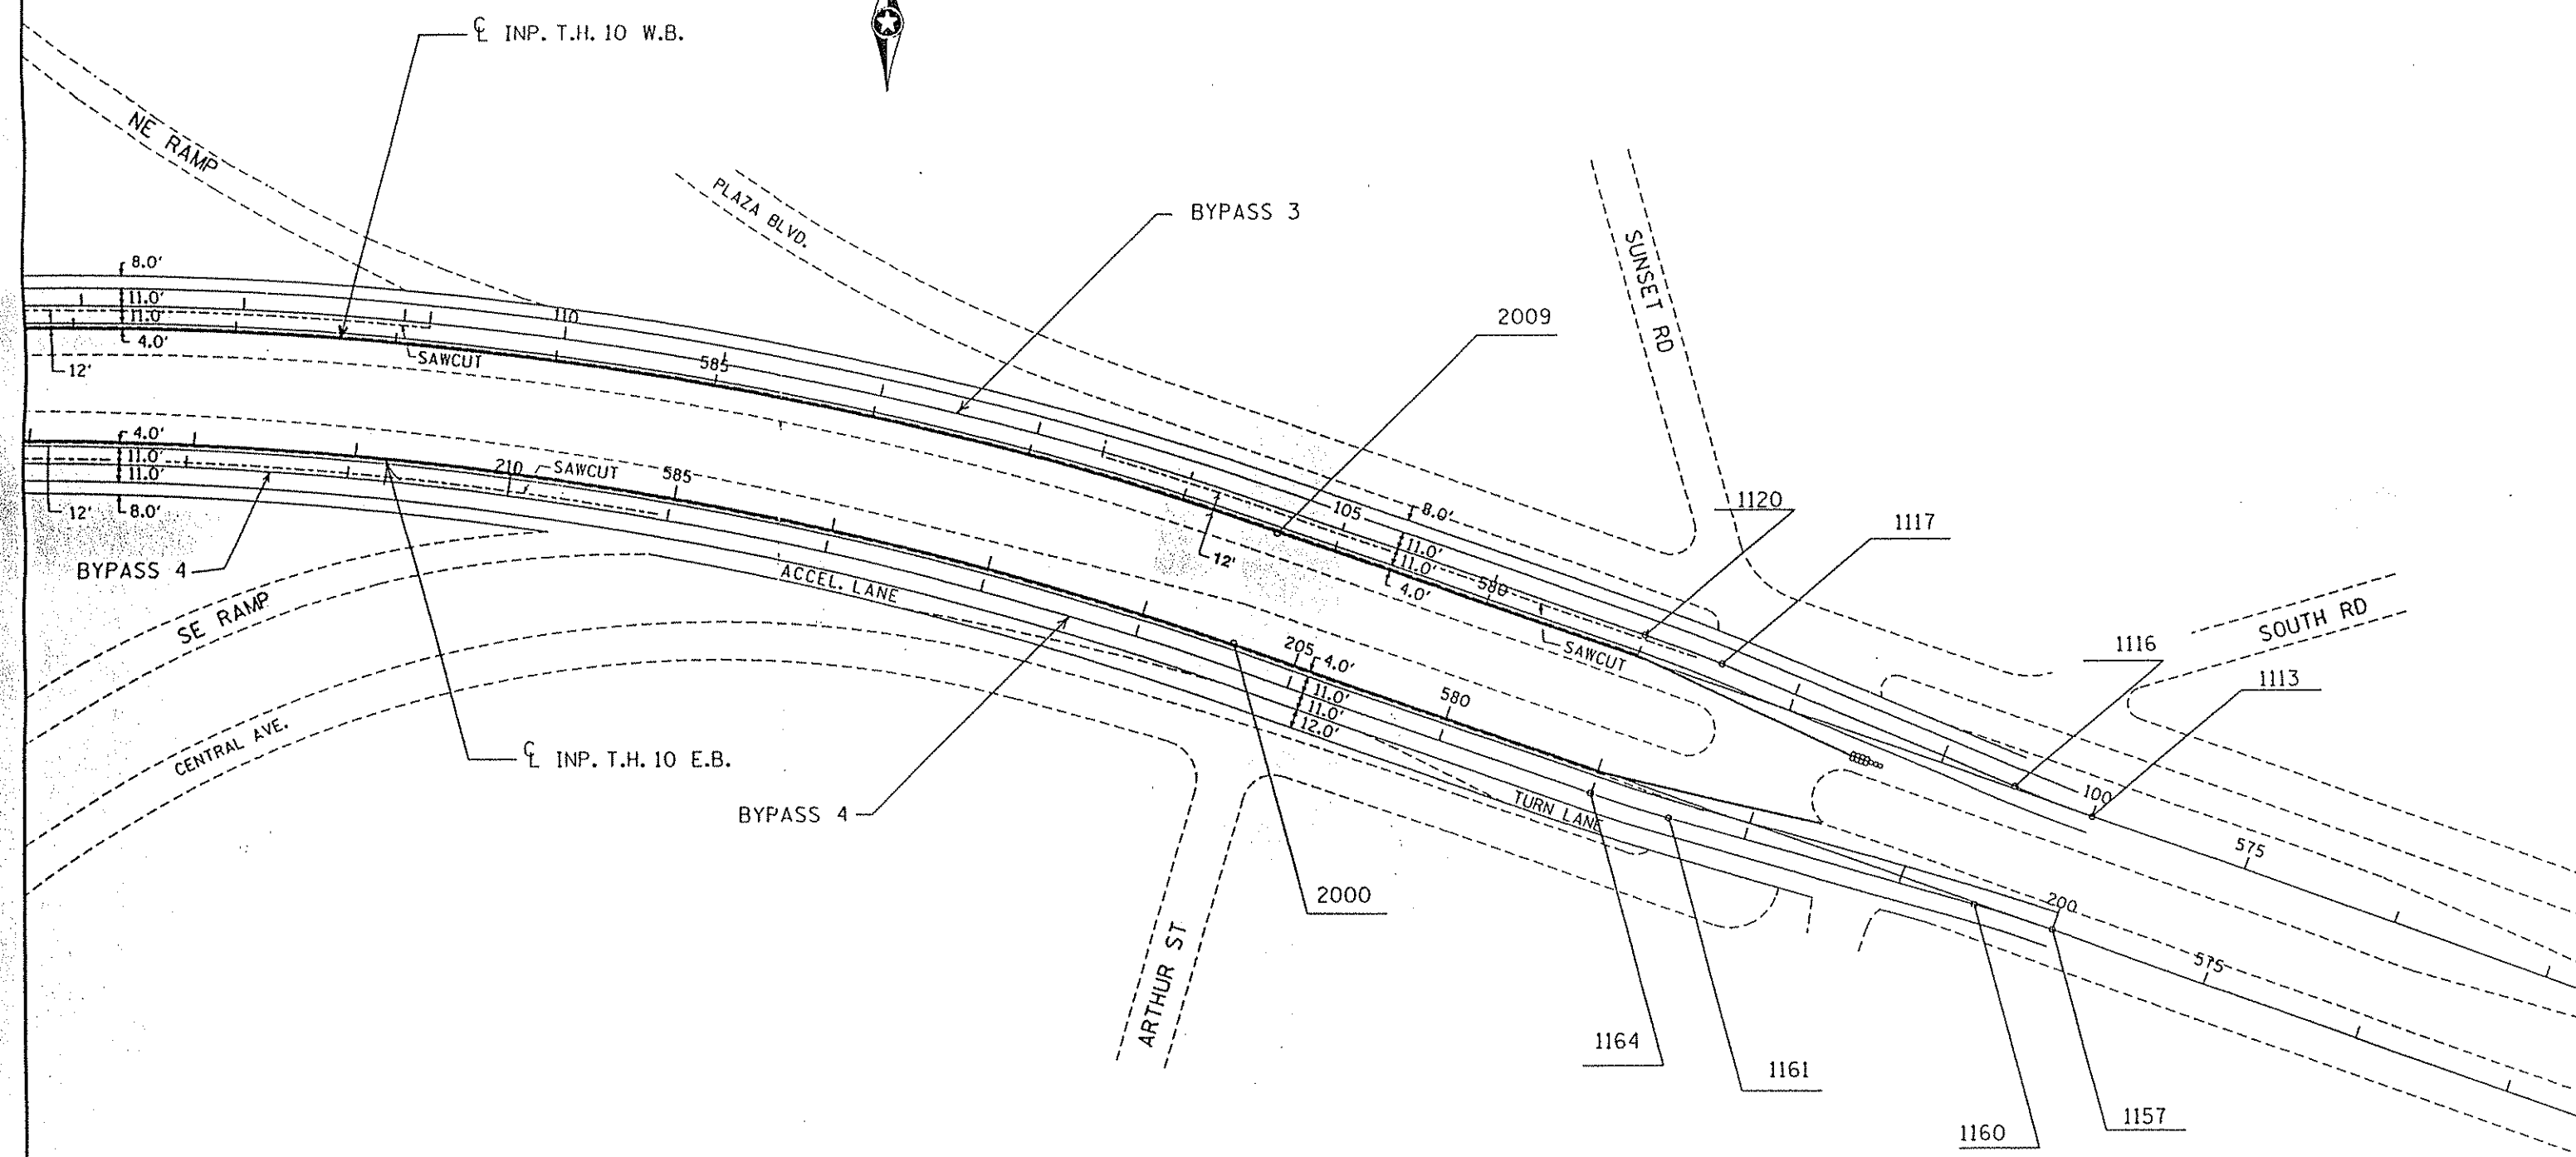 ℄ INP. T.H. 10 W.B.
NE RAMP
PLAZA BLVD.
BYPASS 3
SUNSET RD
8.0'
11.0'
11.0'
4.0'
12'
SAWCUT
110
585
2009
1120
1117
105
8.0'
11.0'
11.0'
4.0'
12'
580
SAWCUT
SOUTH RD
1116
1113
100
575
4.0'
11.0'
11.0'
8.0'
12'
210
SAWCUT
585
BYPASS 4
SE RAMP
ACCEL. LANE
205
4.0'
11.0'
11.0'
12.0'
580
CENTRAL AVE.
℄ INP. T.H. 10 E.B.
BYPASS 4
TURN LANE
2000
200
575
ARTHUR ST
1164
1161
1160
1157